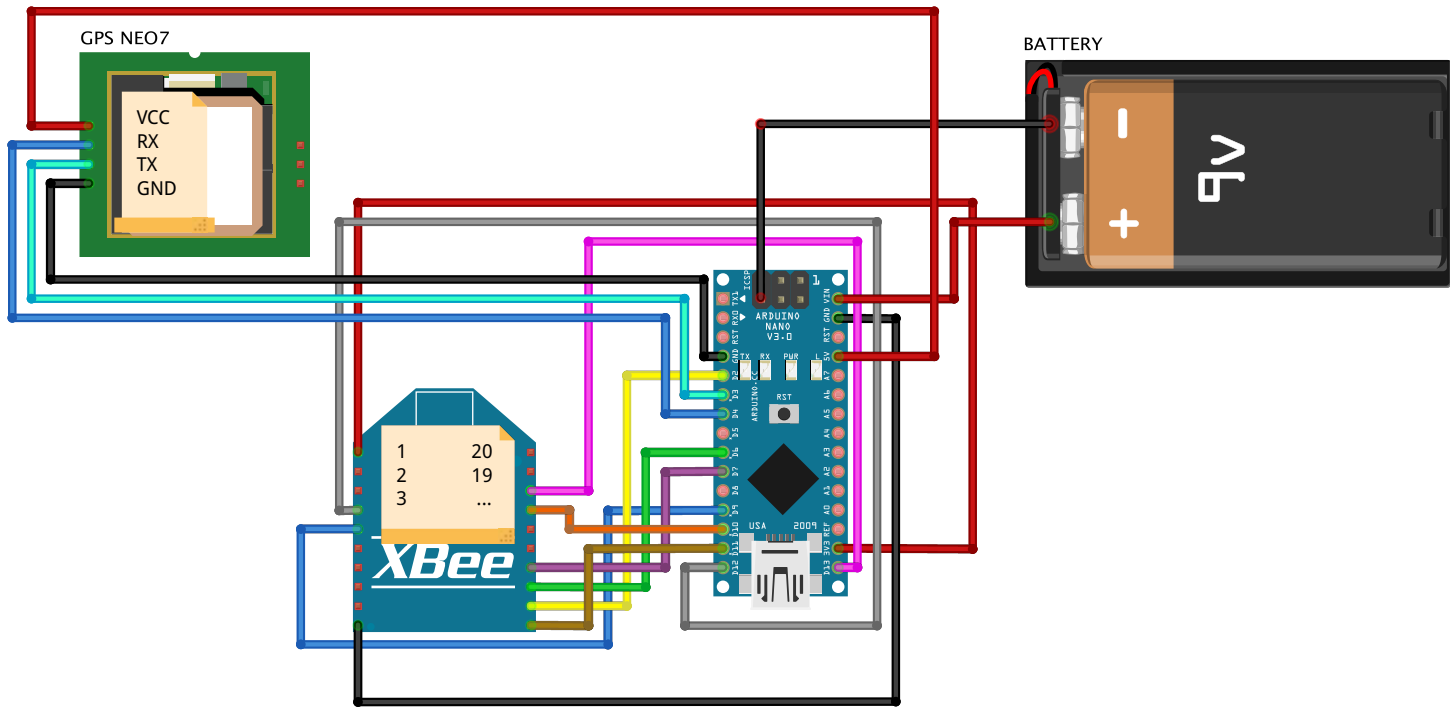 GPS NEO7
BATTERY
VCC
RX
TX
GND
-
+
9V
ICSP
1
ARDUINO
NANO
V3.0
TX RX PWR L
ARDUINO.CC
RST
USA 2009
TX1
RX0
RST
GND
D2
D3
D4
D5
D6
D7
D8
D9
D10
D11
D12
VIN
GND
RST
5V
A7
A6
A5
A4
A3
A2
A1
A0
REF
3V3
D13
1 20
2 19
3 ...
XBee